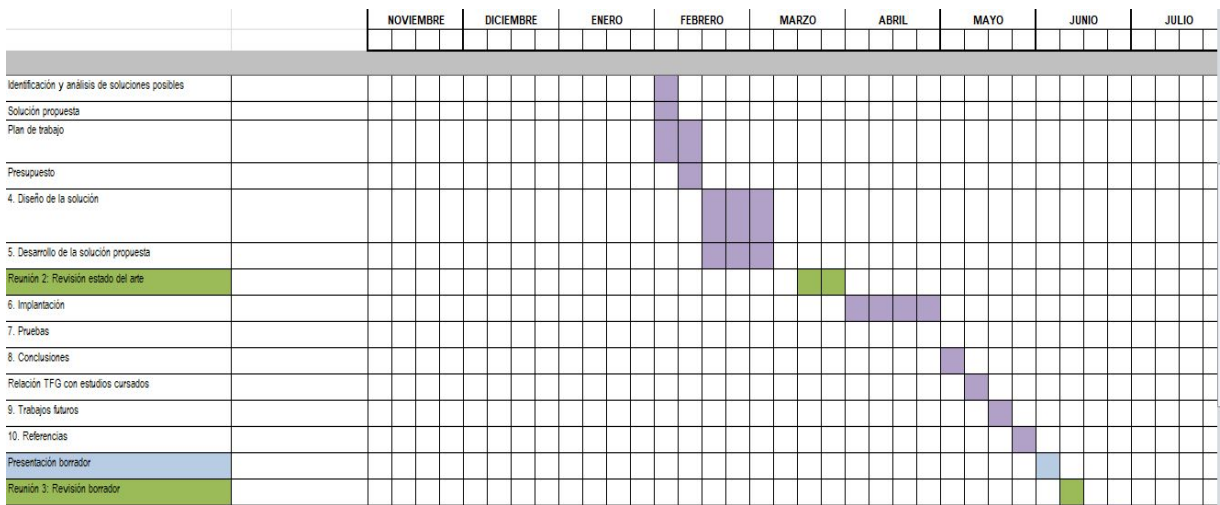 NOVIEMBRE DICIEMBRE ENERO FEBRERO MARZO ABRIL MAYO JUNIO JULIO
Identificación y análisis de soluciones posibles
Solución propuesta
Plan de trabajo
Presupuesto
4. Diseño de la solución
5. Desarrollo de la solución propuesta
Reunión 2: Revisión estado del arte
6. Implantación
7. Pruebas
8. Conclusiones
Relación TFG con estudios cursados
9. Trabajos futuros
10. Referencias
Presentación borrador
Reunión 3: Revisión borrador